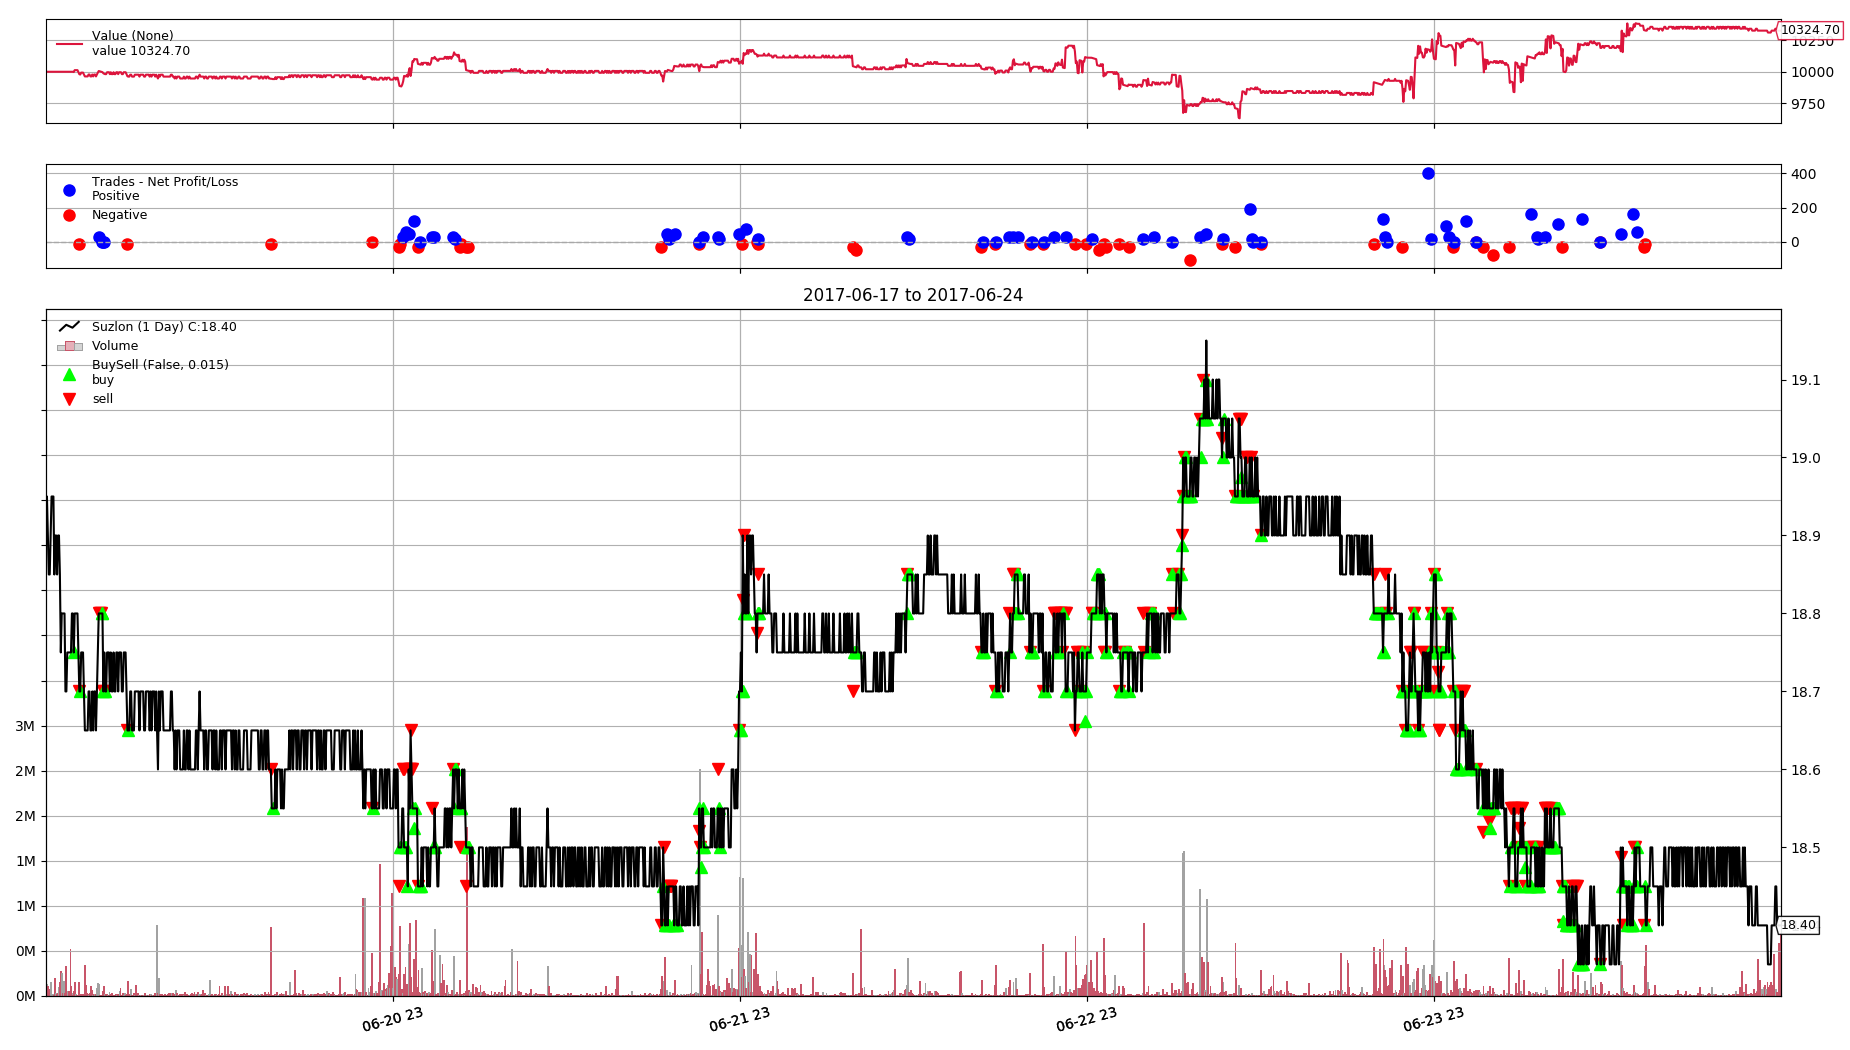 Value (None)
value 10324.70
10324.70
10250
10000
9750
Trades - Net Profit/Loss
Positive
Negative
400
200
0
2017-06-17 to 2017-06-24
Suzlon (1 Day) C:18.40
Volume
BuySell (False, 0.015)
buy
sell
19.1
19.0
18.9
18.8
18.7
18.6
18.5
18.40
3M
2M
2M
1M
1M
0M
0M
06-20 23
06-21 23
06-22 23
06-23 23